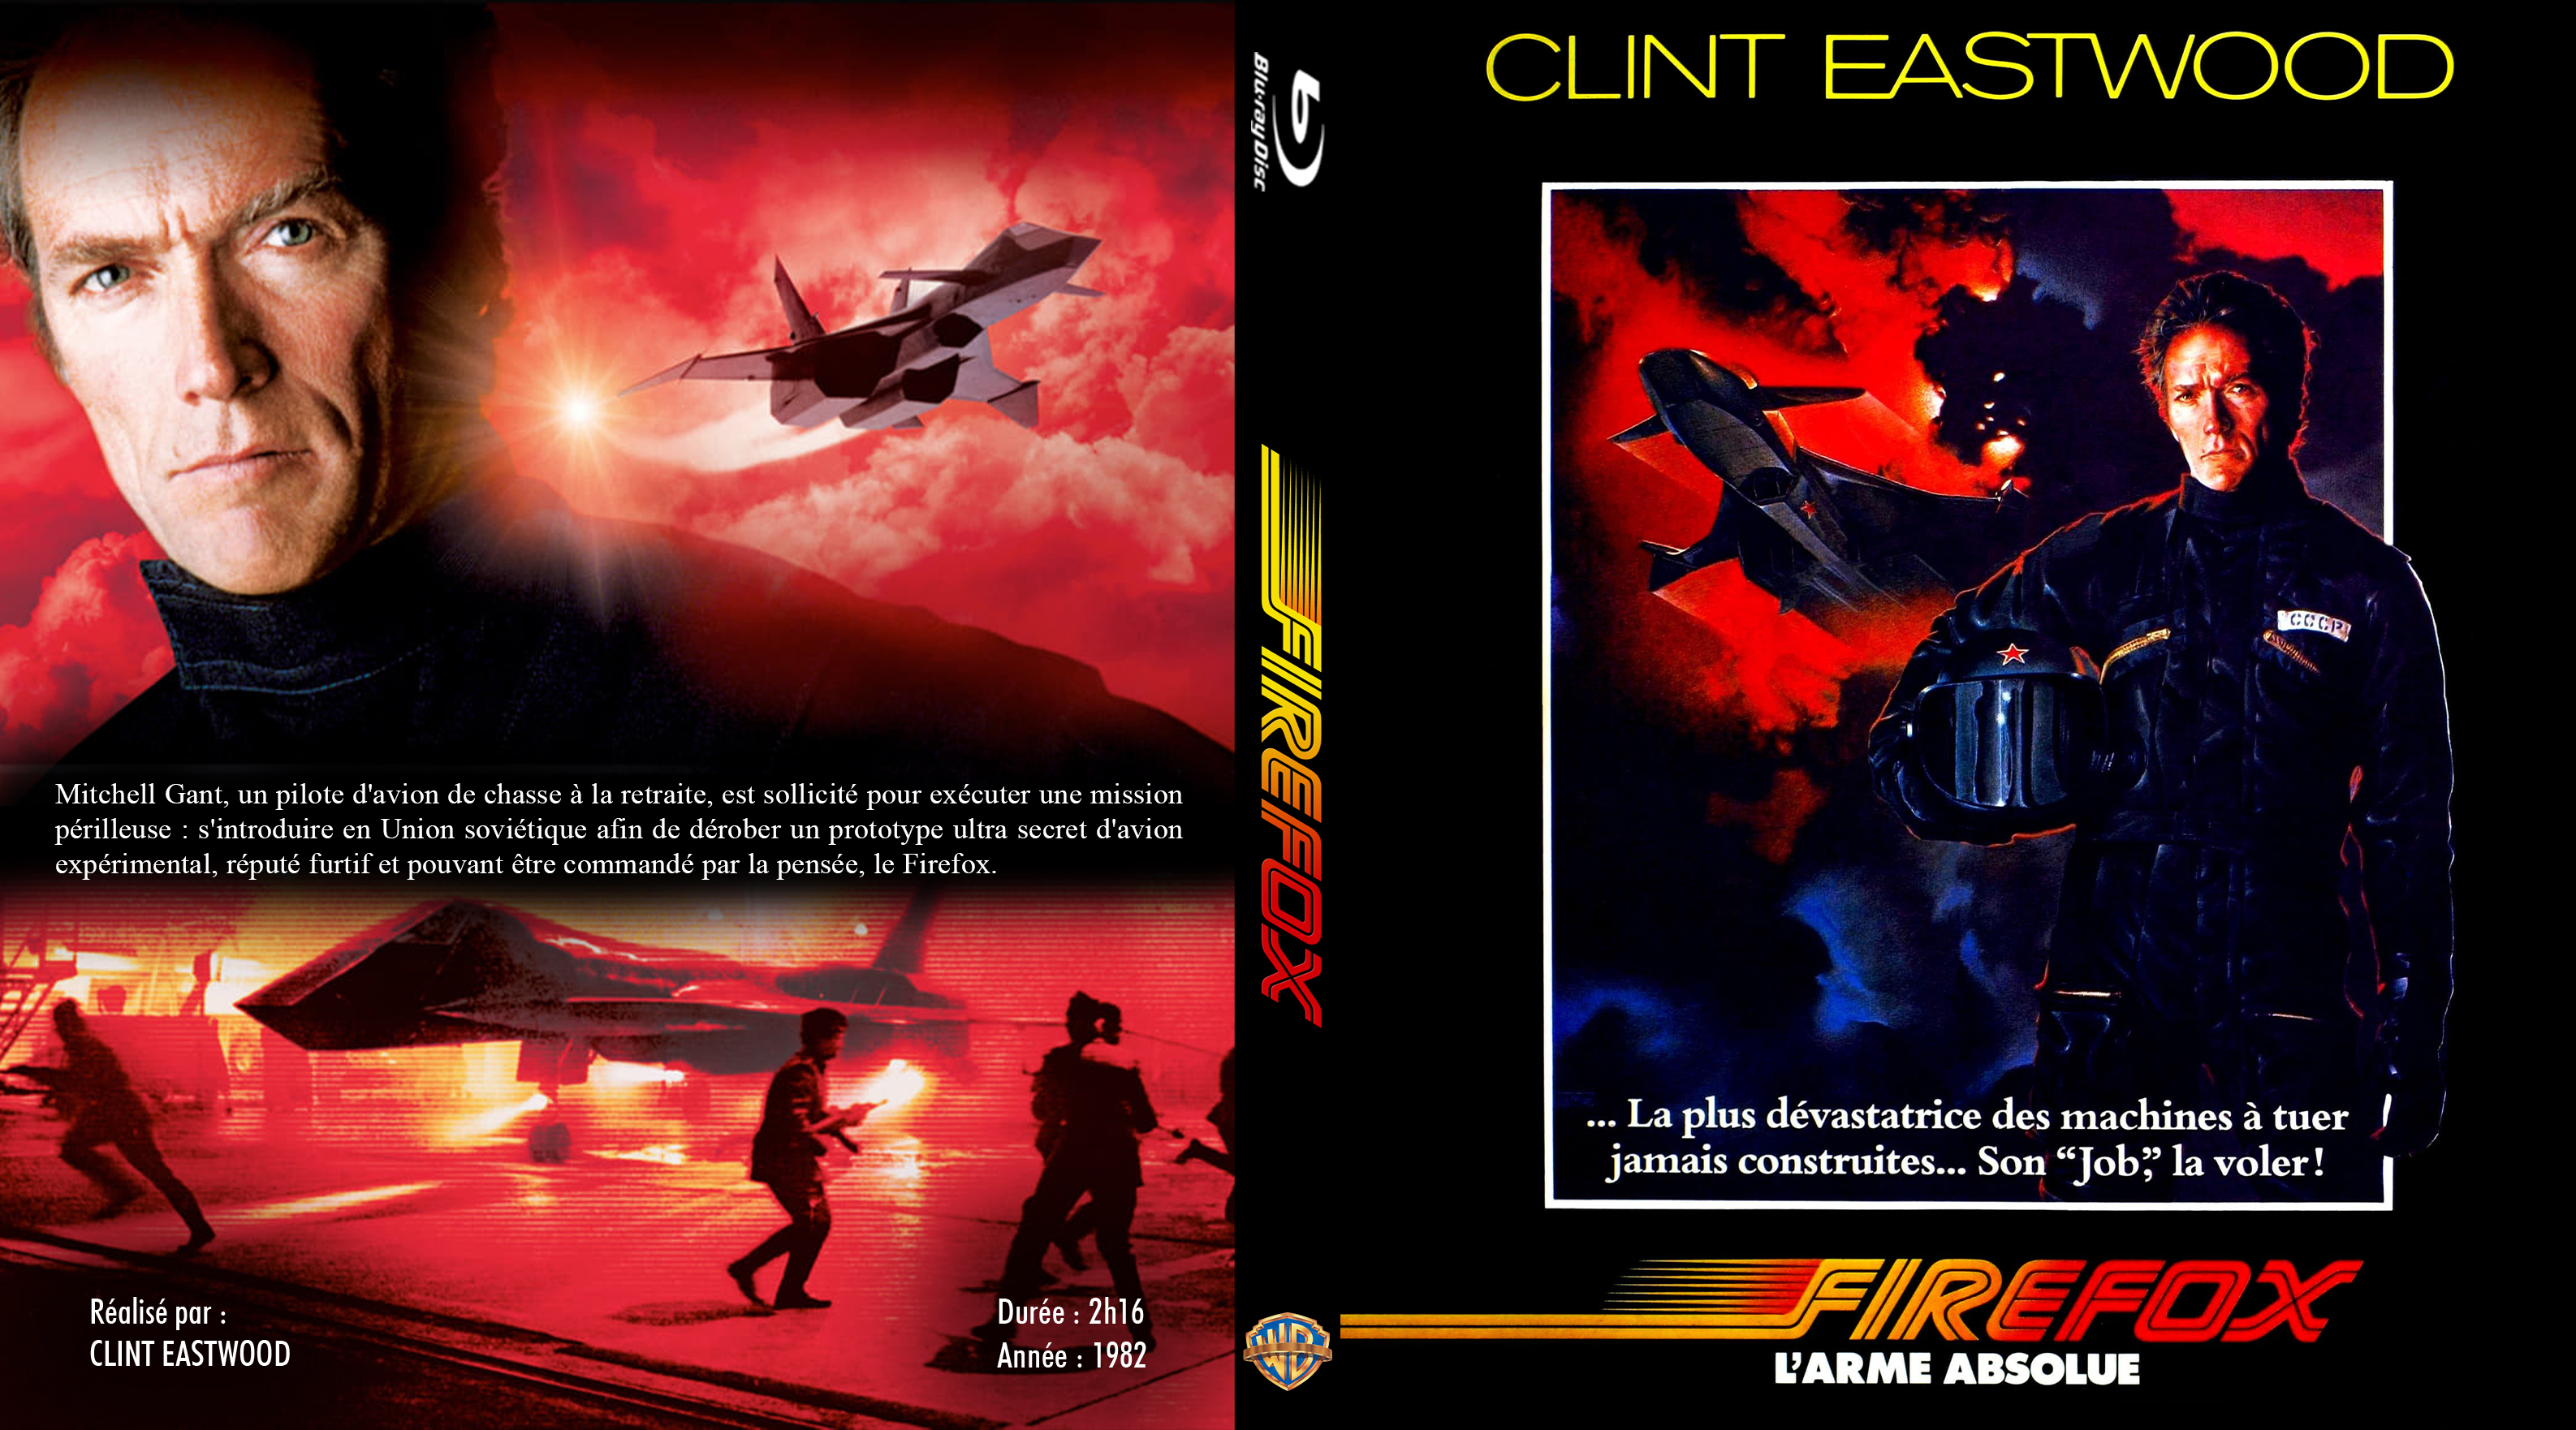 Mitchell Gant, un pilote d'avion de chasse à la retraite, est sollicité pour exécuter une mission
périlleuse : s'introduire en Union soviétique afin de dérober un prototype ultra secret d'avion
expérimental, réputé furtif et pouvant être commandé par la pensée, le Firefox.
Réalisé par :
CLINT EASTWOOD
Durée : 2h16
Année : 1982
Blu-ray Disc
FIREFOX
WB
CLINT EASTWOOD
CCCP
... La plus dévastatrice des machines à tuer
jamais construites... Son “Job,” la voler!
FIREFOX
L'ARME ABSOLUE